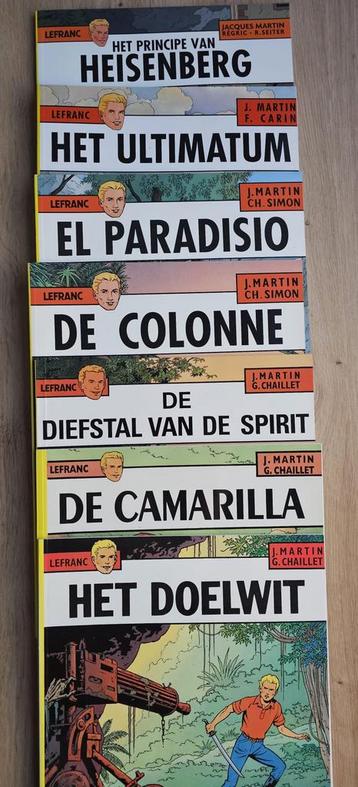 LEFRANC
JACQUES MARTIN
RÉGRIC - R.SEITER
HET PRINCIPE VAN
HEISENBERG
LEFRANC
J. MARTIN
F. CARIN
HET ULTIMATUM
LEFRANC
J.MARTIN
CH. SIMON
EL PARADISIO
LEFRANC
J.MARTIN
CH. SIMON
DE COLONNE
LEFRANC
J.MARTIN
G.CHAILLET
DE
DIEFSTAL VAN DE SPIRIT
LEFRANC
J. MARTIN
G. CHAILLET
DE CAMARILLA
LEFRANC
J.MARTIN
G.CHAILLET
HET DOELWIT